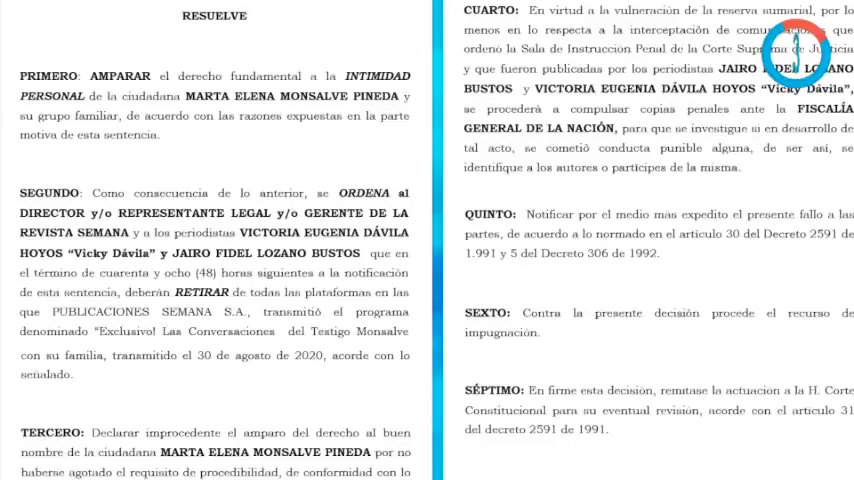 RESUELVE
PRIMERO: AMPARAR el derecho fundamental a la INTIMIDAD
PERSONAL de la ciudadana MARTA ELENA MONSALVE PINEDA y
su grupo familiar, de acuerdo con las razones expuestas en la parte
motiva de esta sentencia.
SEGUNDO: Como consecuencia de lo anterior, se ORDENA al
DIRECTOR y/o REPRESENTANTE LEGAL y/o GERENTE DE LA
REVISTA SEMANA y a los periodistas VICTORIA EUGENIA DÁVILA
HOYOS “Vicky Dávila” y JAIRO FIDEL LOZANO BUSTOS que en
el término de cuarenta y ocho (48) horas siguientes a la notificación
de esta sentencia, deberán RETIRAR de todas las plataformas en las
que PUBLICACIONES SEMANA S.A., transmitió el programa
denominado “Exclusivo! Las Conversaciones del Testigo Monsalve
con su familia, transmitido el 30 de agosto de 2020, acorde con lo
señalado.
TERCERO: Declarar improcedente el amparo del derecho al buen
nombre de la ciudadana MARTA ELENA MONSALVE PINEDA por no
haberse agotado el requisito de procedibilidad, de conformidad con lo
CUARTO: En virtud a la vulneración de la reserva sumarial, por lo
menos en lo respecta a la interceptación de comunicaciones que
ordenó la Sala de Instrucción Penal de la Corte Suprema de Justicia
y que fueron publicadas por los periodistas JAIRO FIDEL LOZANO
BUSTOS y VICTORIA EUGENIA DÁVILA HOYOS “Vicky Dávila”,
se procederá a compulsar copias penales ante la FISCALÍA
GENERAL DE LA NACIÓN, para que se investigue si en desarrollo de
tal acto, se cometió conducta punible alguna, de ser así, se
identifique a los autores o partícipes de la misma.
QUINTO: Notificar por el medio más expedito el presente fallo a las
partes, de acuerdo a lo normado en el artículo 30 del Decreto 2591 de
1.991 y 5 del Decreto 306 de 1992.
SEXTO: Contra la presente decisión procede el recurso de
impugnación.
SÉPTIMO: En firme esta decisión, remítase la actuación a la H. Corte
Constitucional para su eventual revisión, acorde con el artículo 31
del decreto 2591 de 1991.